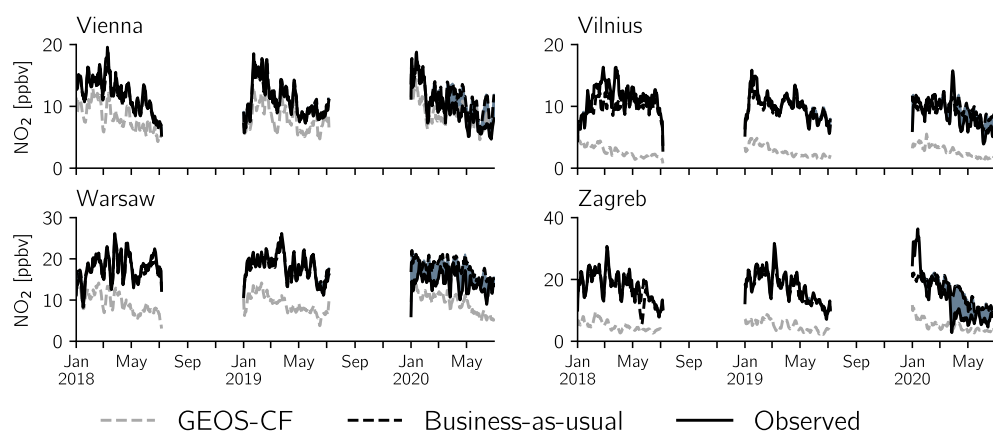 Vienna
Vilnius
NO2 [ppbv]
20
10
0
20
10
0
Warsaw
Zagreb
NO2 [ppbv]
30
20
10
0
40
20
0
Jan May Sep Jan May Sep Jan May
2018 2019 2020
Jan May Sep Jan May Sep Jan May
2018 2019 2020
GEOS-CF Business-as-usual Observed